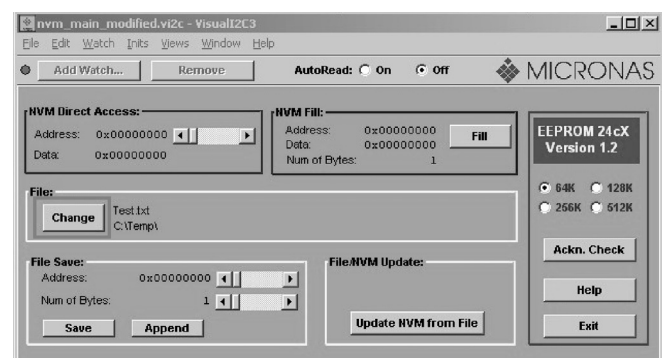 nvm_main_modified.vi2c - VisualI2C3
File Edit Watch Inits Views Window Help
Add Watch... Remove AutoRead: On Off MICRONAS
NVM Direct Access:
Address: 0x00000000
Data: 0x00000000
NVM Fill:
Address: 0x00000000
Data: 0x00000000
Num of Bytes: 1
Fill
EEPROM 24cX
Version 1.2
64K 128K
256K 512K
File:
Change
Test.txt
C:\Temp\
Ackn. Check
Help
Exit
File Save:
Address: 0x00000000
Num of Bytes: 1
Save Append
File/NVM Update:
Update NVM from File